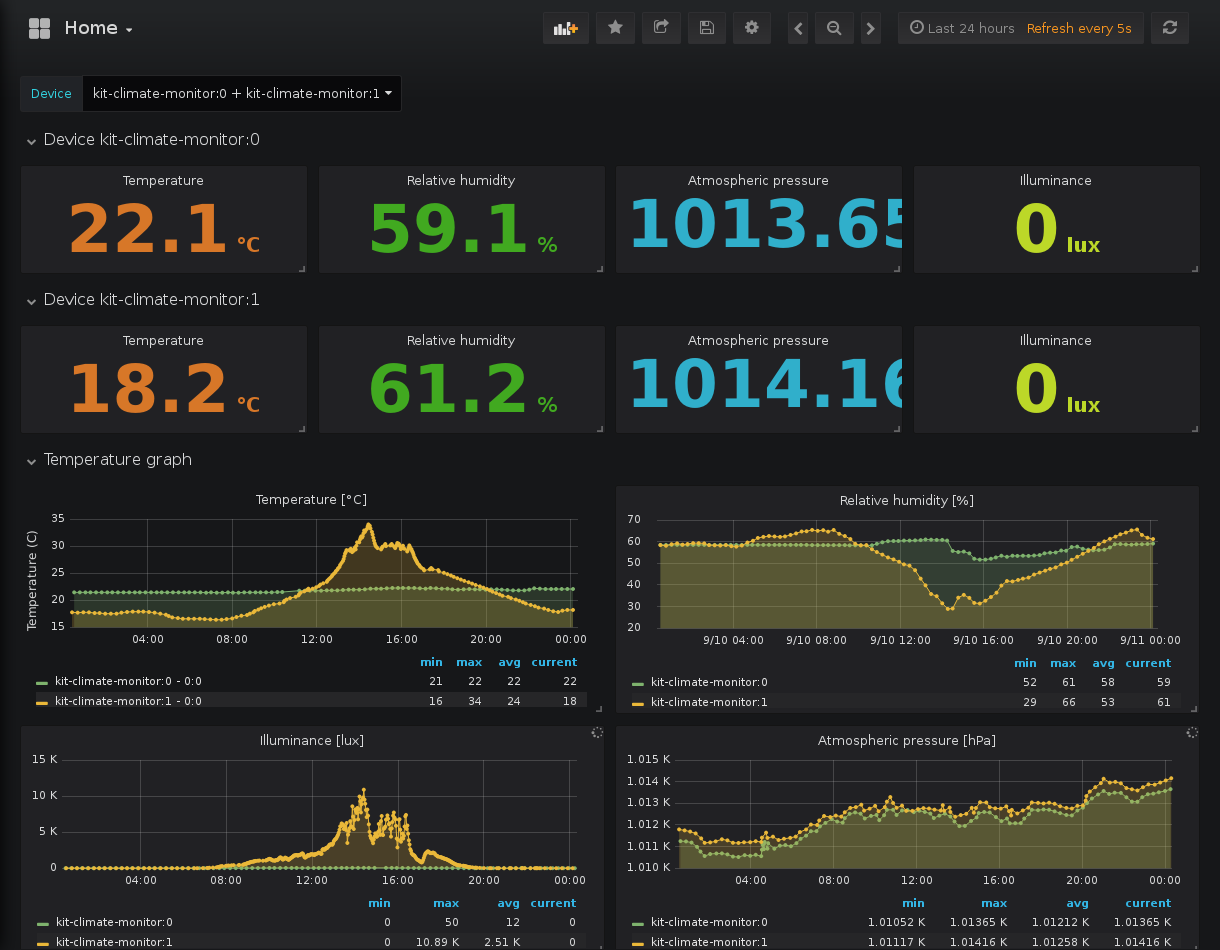 Home
Last 24 hours Refresh every 5s
Device kit-climate-monitor:0 + kit-climate-monitor:1
Device kit-climate-monitor:0
Temperature Relative humidity Atmospheric pressure Illuminance
22.1 °C 59.1 % 1013.65 0 lux
Device kit-climate-monitor:1
Temperature Relative humidity Atmospheric pressure Illuminance
18.2 °C 61.2 % 1014.16 0 lux
Temperature graph
Temperature [°C]
Temperature (C)
35
30
25
20
15
04:00 08:00 12:00 16:00 20:00 00:00
min max avg current
kit-climate-monitor:0 - 0:0 21 22 22 22
kit-climate-monitor:1 - 0:0 16 34 24 18
Relative humidity [%]
70
60
50
40
30
20
9/10 04:00 9/10 08:00 9/10 12:00 9/10 16:00 9/10 20:00 9/11 00:00
min max avg current
kit-climate-monitor:0 52 61 58 59
kit-climate-monitor:1 29 66 53 61
Illuminance [lux]
15 K
10 K
5 K
0
04:00 08:00 12:00 16:00 20:00 00:00
min max avg current
kit-climate-monitor:0 0 50 12 0
kit-climate-monitor:1 0 10.89 K 2.51 K 0
Atmospheric pressure [hPa]
1.015 K
1.014 K
1.013 K
1.012 K
1.011 K
1.010 K
04:00 08:00 12:00 16:00 20:00 00:00
min max avg current
kit-climate-monitor:0 1.01052 K 1.01365 K 1.01212 K 1.01365 K
kit-climate-monitor:1 1.01117 K 1.01416 K 1.01258 K 1.01416 K